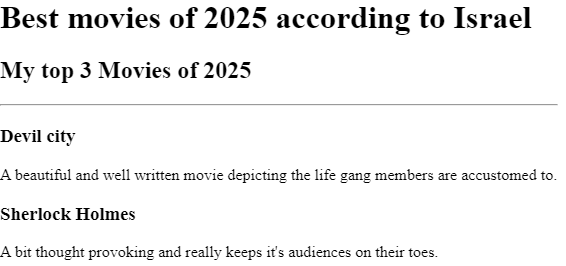 Best movies of 2025 according to Israel
My top 3 Movies of 2025
Devil city
A beautiful and well written movie depicting the life gang members are accustomed to.
Sherlock Holmes
A bit thought provoking and really keeps it's audiences on their toes.